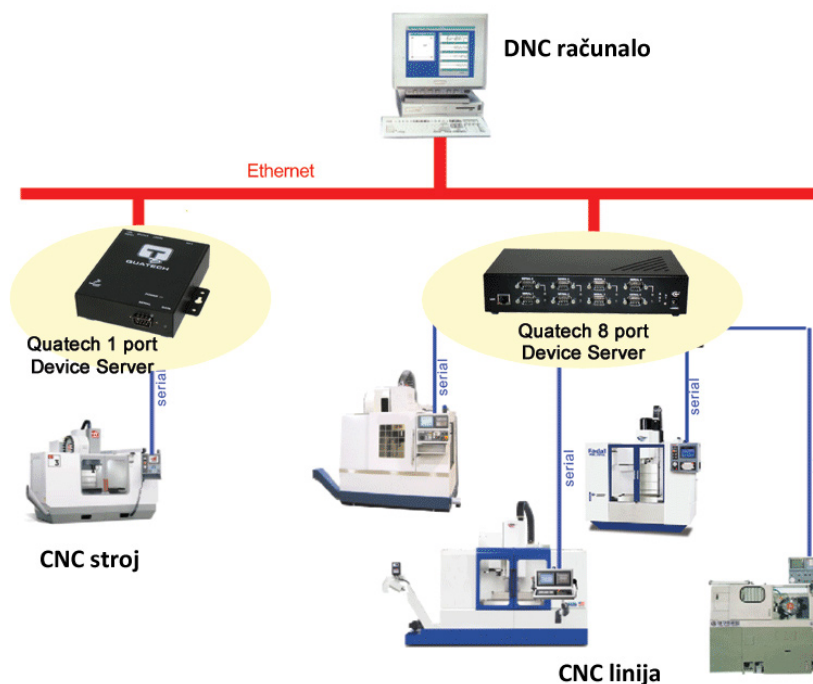 DNC računalo
Ethernet
QUATECH
Quatech 1 port
Device Server
Quatech 8 port
Device Server
serial
serial
serial
serial
Fadal
CNC stroj
CNC linija